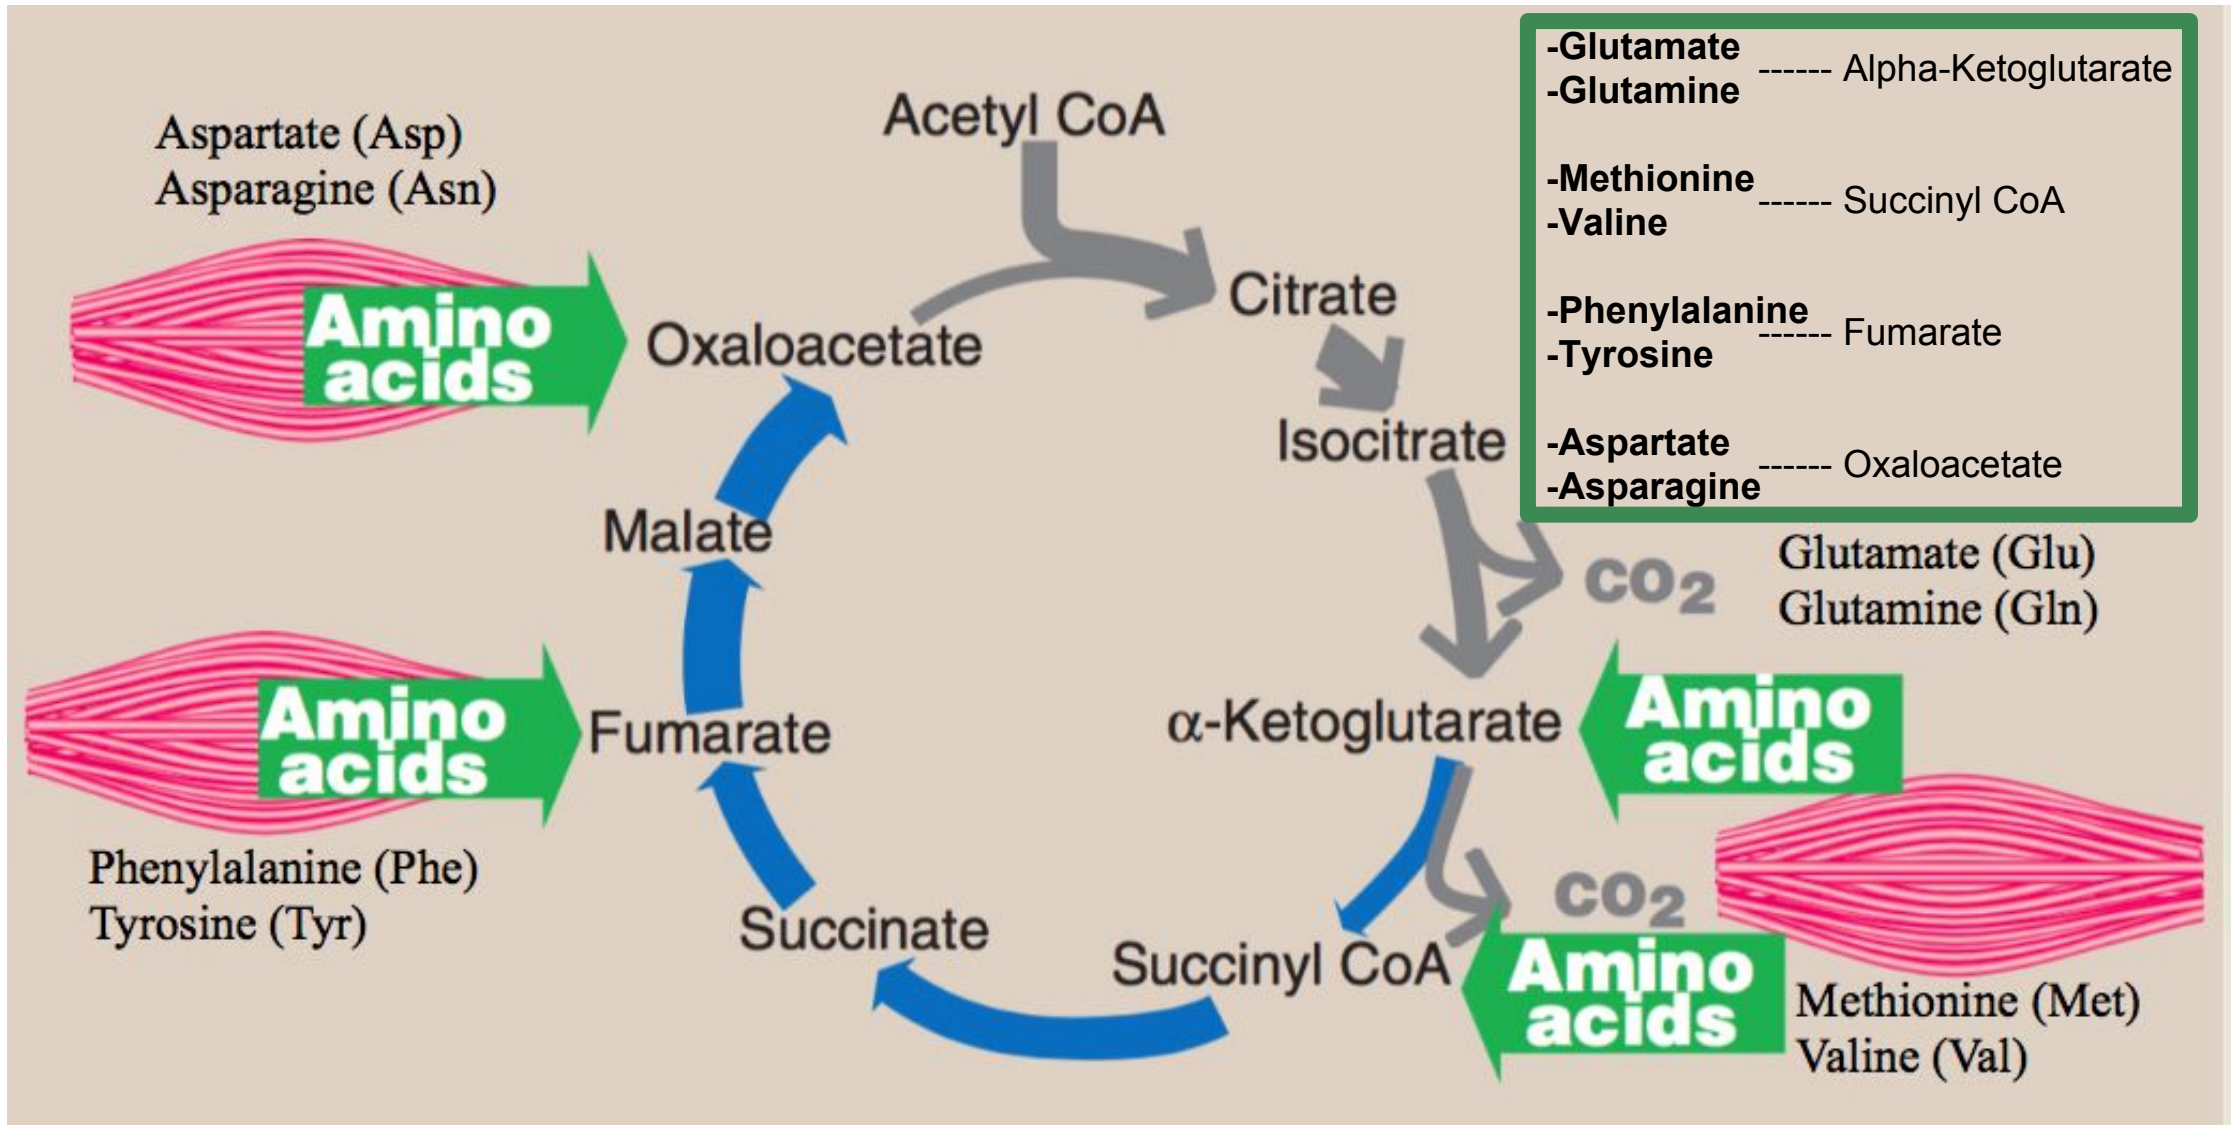 Aspartate (Asp)
Asparagine (Asn)
Amino
acids
Acetyl CoA
Oxaloacetate
Citrate
Isocitrate
CO2
α-Ketoglutarate
Glutamate (Glu)
Glutamine (Gln)
Amino
acids
CO2
Succinyl CoA
Amino
acids
Methionine (Met)
Valine (Val)
Succinate
Fumarate
Amino
acids
Phenylalanine (Phe)
Tyrosine (Tyr)
Malate
-Glutamate
-Glutamine
------ Alpha-Ketoglutarate
-Methionine
-Valine
------ Succinyl CoA
-Phenylalanine
-Tyrosine
------ Fumarate
-Aspartate
-Asparagine
------ Oxaloacetate